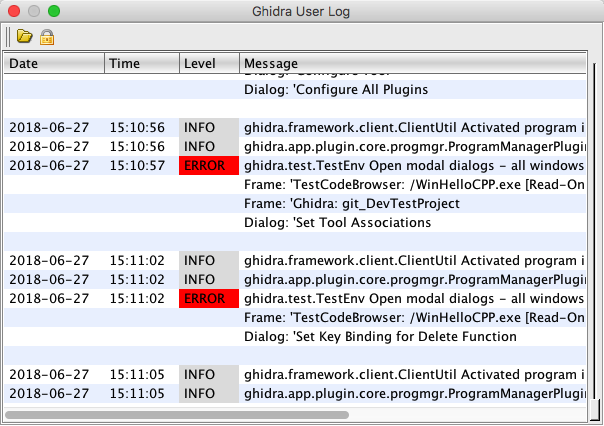 Ghidra User Log
Date Time Level Message
Dialog: 'Configure Tool
Dialog: 'Configure All Plugins
2018-06-27 15:10:56 INFO ghidra.framework.client.ClientUtil Activated program i
2018-06-27 15:10:56 INFO ghidra.app.plugin.core.progmgr.ProgramManagerPlugin
2018-06-27 15:10:57 ERROR ghidra.test.TestEnv Open modal dialogs - all windows
Frame: 'TestCodeBrowser: /WinHelloCPP.exe [Read-On
Frame: 'Ghidra: git_DevTestProject
Dialog: 'Set Tool Associations
2018-06-27 15:11:02 INFO ghidra.framework.client.ClientUtil Activated program i
2018-06-27 15:11:02 INFO ghidra.app.plugin.core.progmgr.ProgramManagerPlugin
2018-06-27 15:11:02 ERROR ghidra.test.TestEnv Open modal dialogs - all windows
Frame: 'TestCodeBrowser: /WinHelloCPP.exe [Read-On
Dialog: 'Set Key Binding for Delete Function
2018-06-27 15:11:05 INFO ghidra.framework.client.ClientUtil Activated program i
2018-06-27 15:11:05 INFO ghidra.app.plugin.core.progmgr.ProgramManagerPlugin